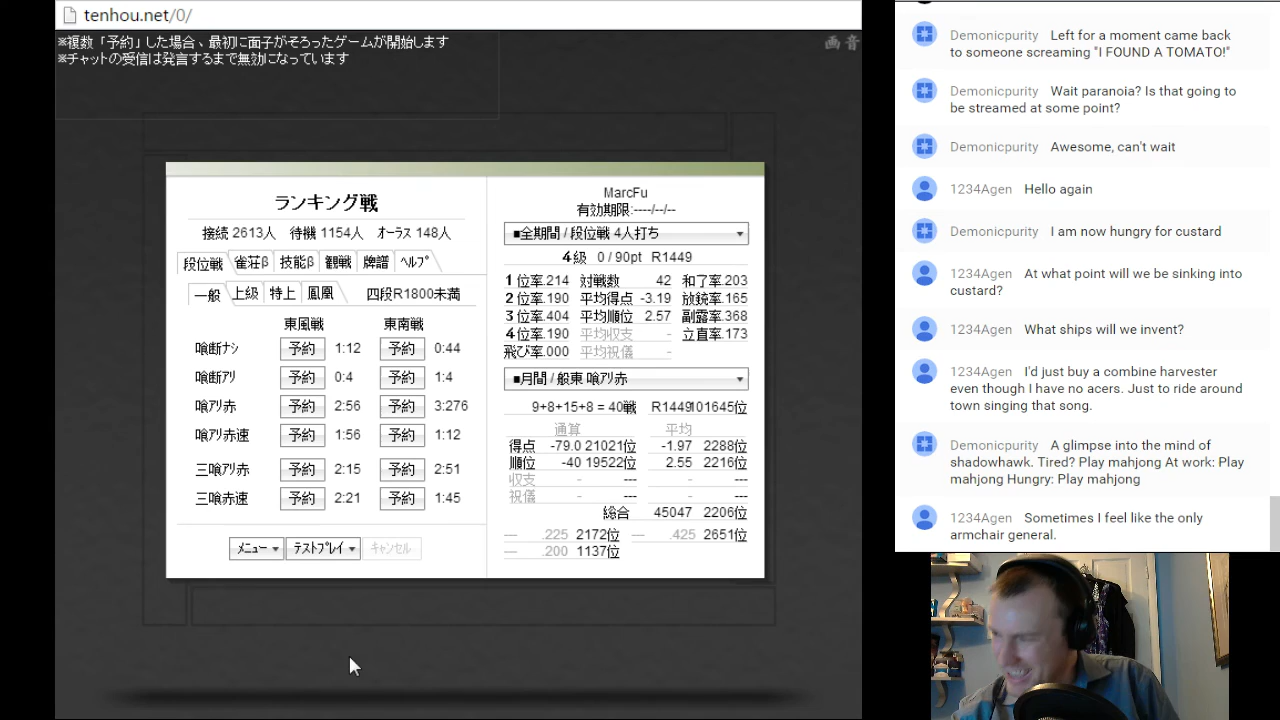 tenhou.net/0/
※複数「予約」した場合、最初に面子がそろったゲームが開始します
※チャットの受信は発言するまで無効になっています
画 音
ランキング戦
接続 2613人 待機 1154人 オーラス 148人
段位戦 雀荘β 技能β 観戦 牌譜 ヘルプ
一般 上級 特上 鳳凰 四段R1800未満
東風戦 東南戦
喰断ナシ 予約 1:12 予約 0:44
喰断アリ 予約 0:4 予約 1:4
喰アリ赤 予約 2:56 予約 3:276
喰アリ赤速 予約 1:56 予約 1:12
三喰アリ赤 予約 2:15 予約 2:51
三喰赤速 予約 2:21 予約 1:45
メニュー テストプレイ キャンセル
MarcFu
有効期限:----/--/--
■全期間 / 段位戦 4人打ち
4級 0 / 90pt R1449
1位率.214 対戦数 42 和了率.203
2位率.190 平均得点 -3.19 放銃率.165
3位率.404 平均順位 2.57 副露率.368
4位率.190 平均収支 - 立直率.173
飛び率.000 平均祝儀 -
■月間 / 般東 喰アリ赤
9+8+15+8 = 40戦 R1449 101645位
通算 平均
得点 -79.0 21021位 -1.97 2288位
順位 -40 19522位 2.55 2216位
収支 - --- - ---
祝儀 - --- - ---
総合 45047 2206位
── .225 2172位 ── .425 2651位
── .200 1137位
Demonicpurity Left for a moment came back
to someone screaming "I FOUND A TOMATO!"
Demonicpurity Wait paranoia? Is that going to
be streamed at some point?
Demonicpurity Awesome, can't wait
1234Agen Hello again
Demonicpurity I am now hungry for custard
1234Agen At what point will we be sinking into
custard?
1234Agen What ships will we invent?
1234Agen I'd just buy a combine harvester
even though I have no acers. Just to ride around
town singing that song.
Demonicpurity A glimpse into the mind of
shadowhawk. Tired? Play mahjong At work: Play
mahjong Hungry: Play mahjong
1234Agen Sometimes I feel like the only
armchair general.